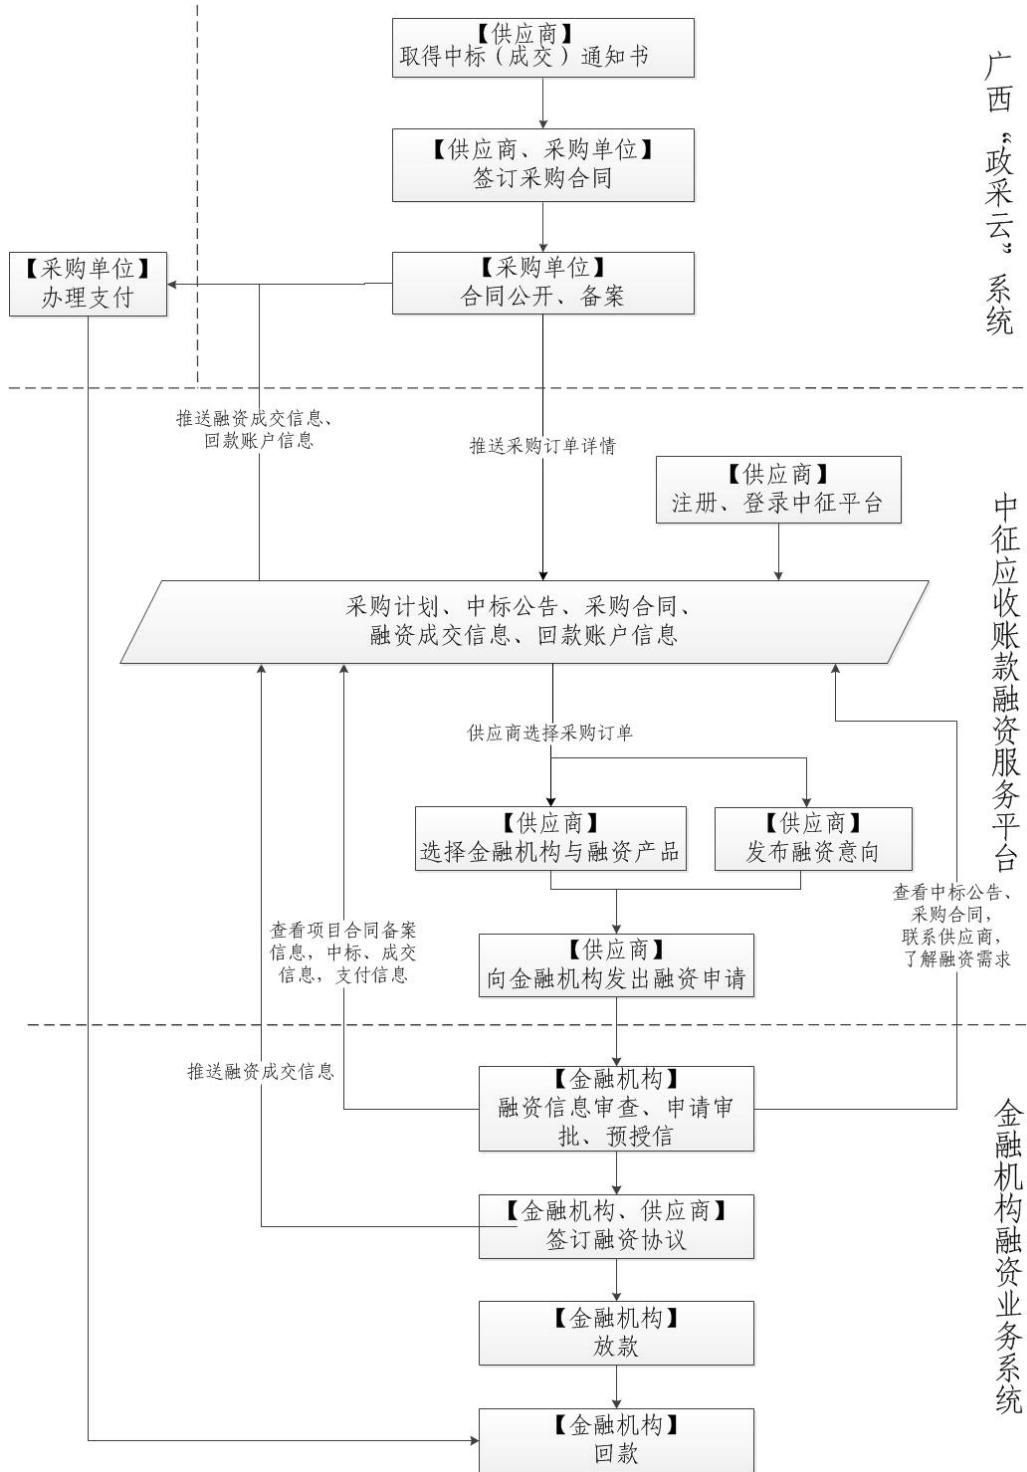 【供应商】
取得中标（成交）通知书
广西“政采云”系统
【供应商、采购单位】
签订采购合同
【采购单位】
办理支付
【采购单位】
合同公开、备案
推送融资成交信息、
回款账户信息
推送采购订单详情
【供应商】
注册、登录中征平台
中征应收账款融资服务平台
采购计划、中标公告、采购合同、
融资成交信息、回款账户信息
供应商选择采购订单
【供应商】
选择金融机构与融资产品
【供应商】
发布融资意向
查看中标公告、
采购合同，
联系供应商，
了解融资需求
查看项目合同备案
信息，中标、成交
信息，支付信息
【供应商】
向金融机构发出融资申请
推送融资成交信息
【金融机构】
融资信息审查、申请审
批、预授信
金融机构融资业务系统
【金融机构、供应商】
签订融资协议
【金融机构】
放款
【金融机构】
回款